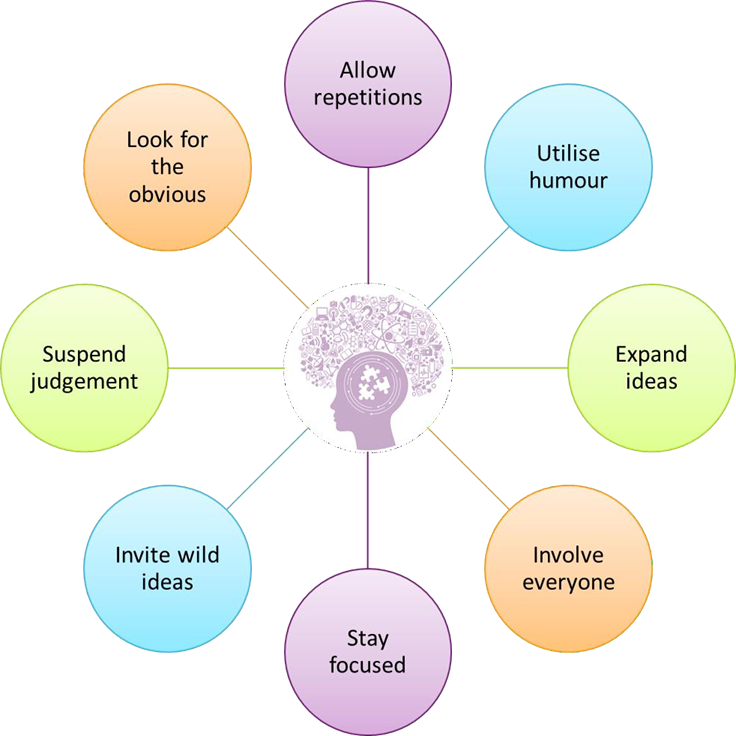 Allow
repetitions
Utilise
humour
Expand
ideas
Involve
everyone
Stay
focused
Invite wild
ideas
Suspend
judgement
Look for
the
obvious